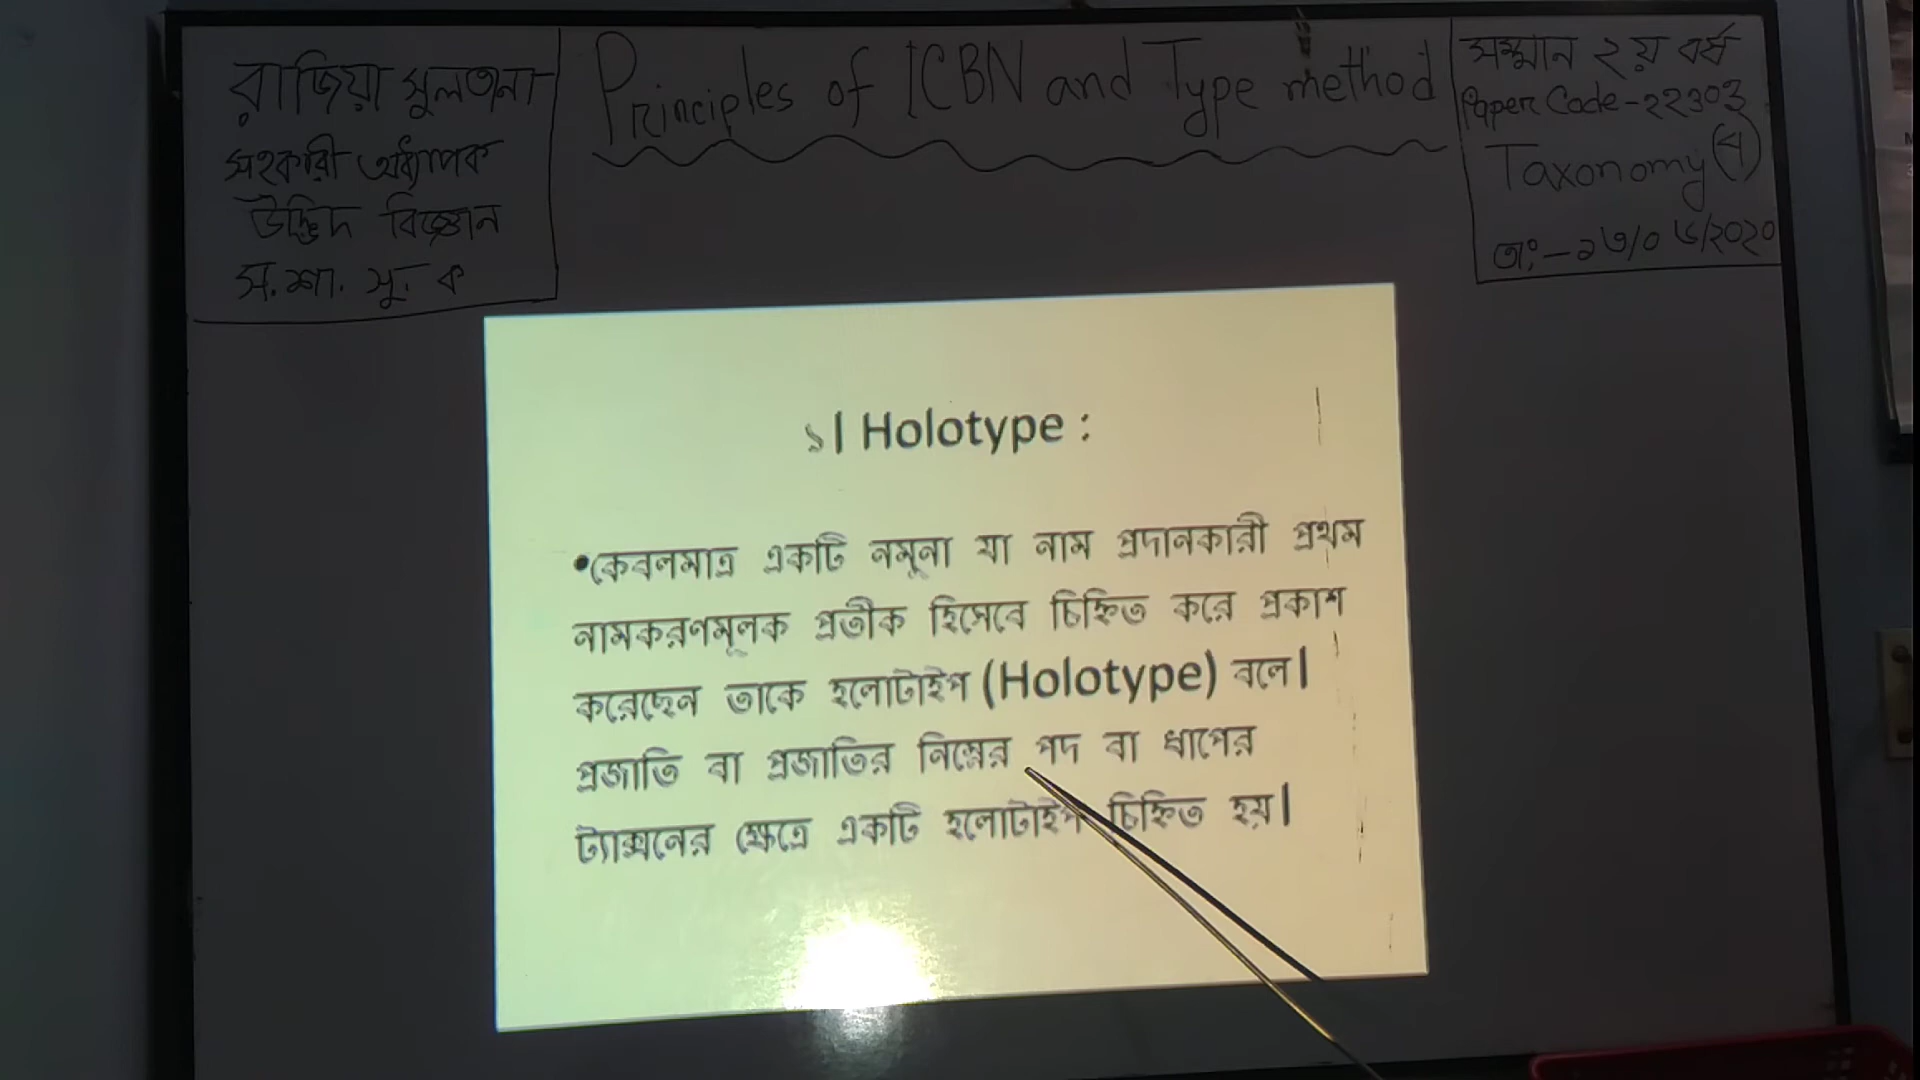 রাজিয়া সুলতানা
সহকারী অধ্যাপক
উদ্ভিদ বিজ্ঞান
স. শা. সু. ক
Principles of ICBN and Type method
সম্মান ২য় বর্ষ
Paper Code-২২৩০২
Taxonomy
১। Holotype :
•কেবলমাত্র একটি নমুনা যা নাম প্রদানকারী প্রথম
নামকরণমূলক প্রতীক হিসেবে চিহ্নিত করে প্রকাশ
করেছেন তাকে হলোটাইপ (Holotype) বলে।
প্রজাতি বা প্রজাতির নিম্নের পদ বা ধাপের
ট্যাক্সনের ক্ষেত্রে একটি হলোটাইপ চিহ্নিত হয়।